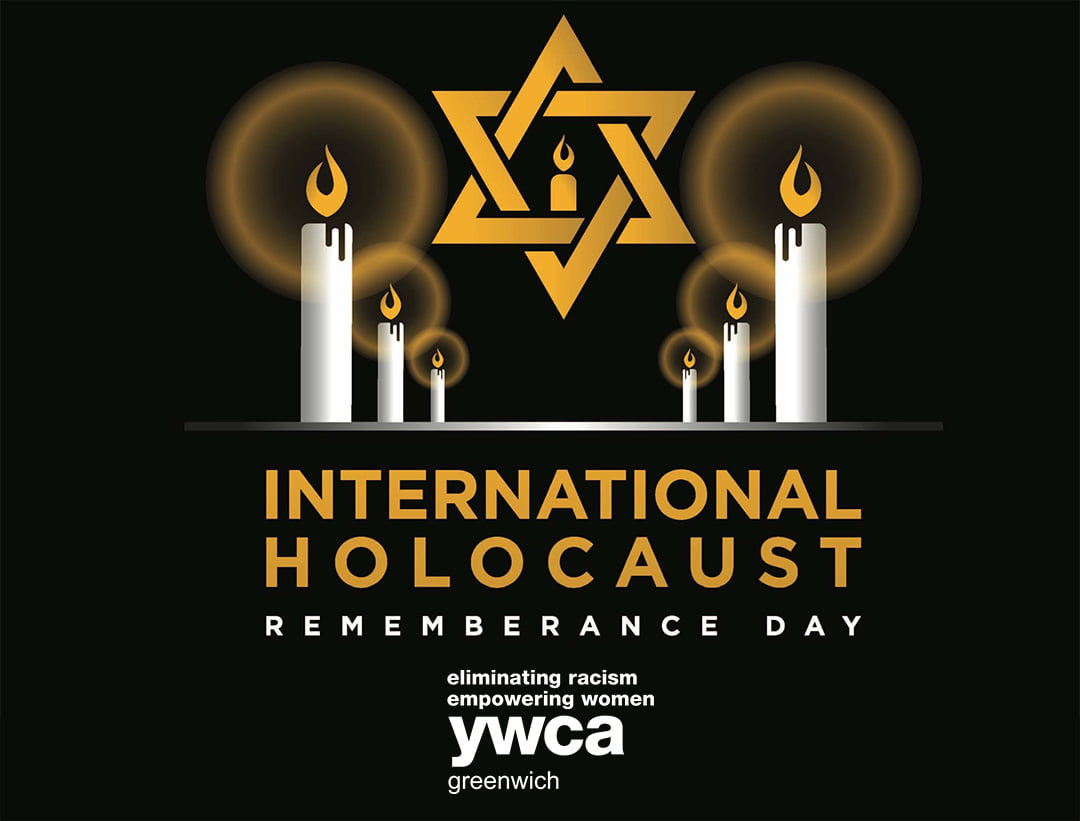 INTERNATIONAL
HOLOCAUST
REMEMBERANCE DAY
eliminating racism
empowering women
ywca
greenwich